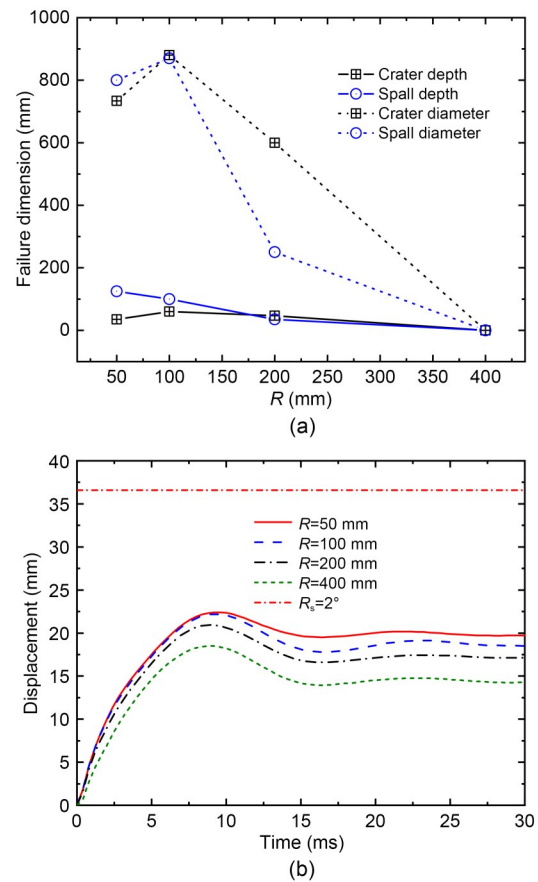 1000
800
600
400
200
0
Failure dimension (mm)
Crater depth
Spall depth
Crater diameter
Spall diameter
50 100 150 200 250 300 350 400
R (mm)
(a)
40
35
30
25
20
15
10
5
0
Displacement (mm)
R=50 mm
R=100 mm
R=200 mm
R=400 mm
Rs=2°
0 5 10 15 20 25 30
Time (ms)
(b)